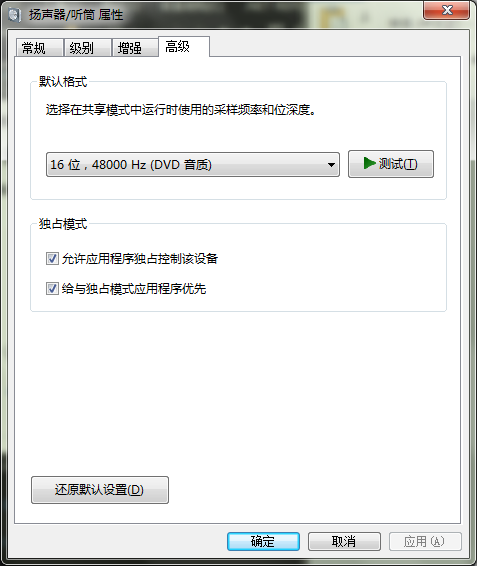 扬声器/听筒 属性
常规 级别 增强 高级
默认格式
选择在共享模式中运行时使用的采样频率和位深度。
16 位，48000 Hz (DVD 音质)
测试(T)
独占模式
允许应用程序独占控制该设备
给与独占模式应用程序优先
还原默认设置(D)
确定 取消 应用(A)